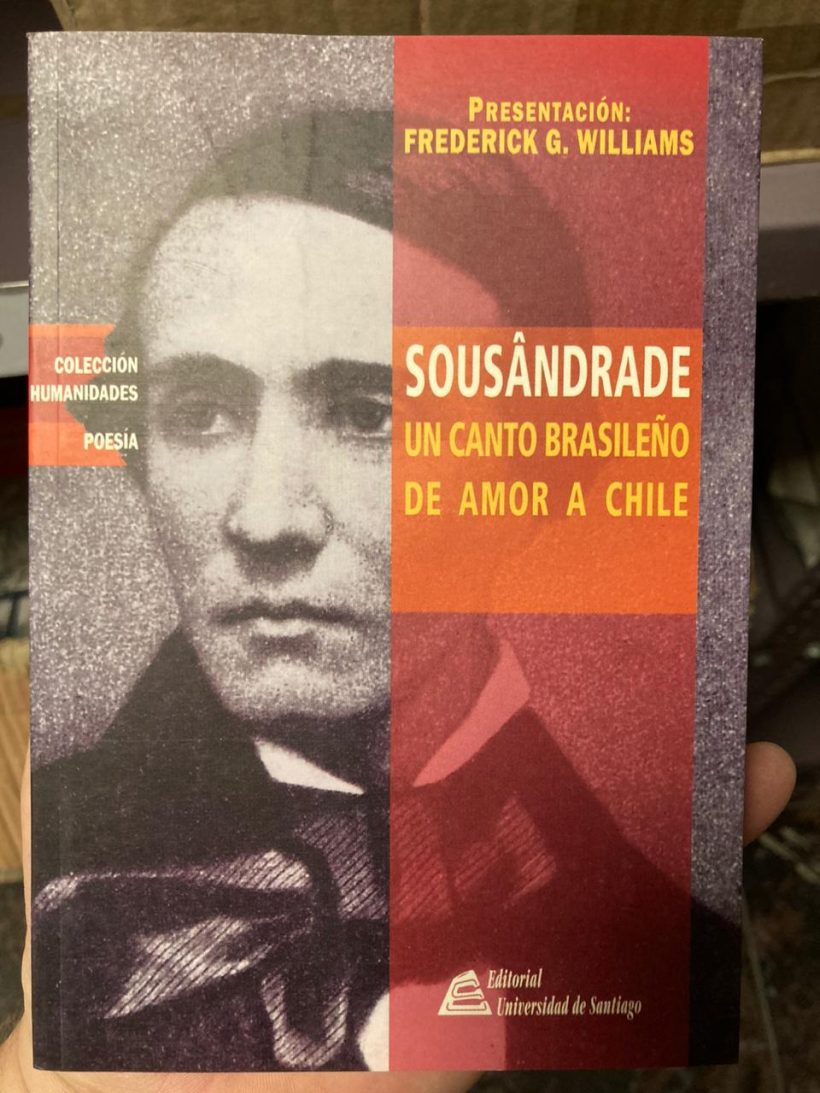 PRESENTACIÓN:
FREDERICK G. WILLIAMS
COLECCIÓN
HUMANIDADES
POESÍA
SOUSÂNDRADE
UN CANTO BRASILEÑO
DE AMOR A CHILE
Editorial
Universidad de Santiago